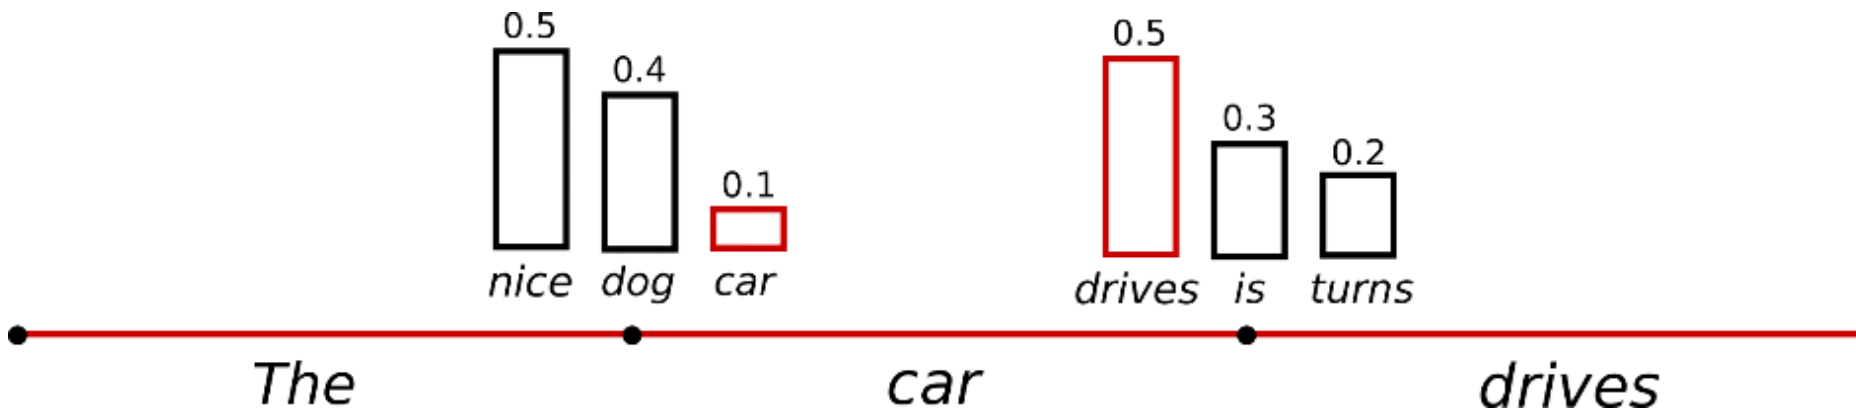 0.5 0.4 0.1
nice dog car
0.5 0.3 0.2
drives is turns
The car drives